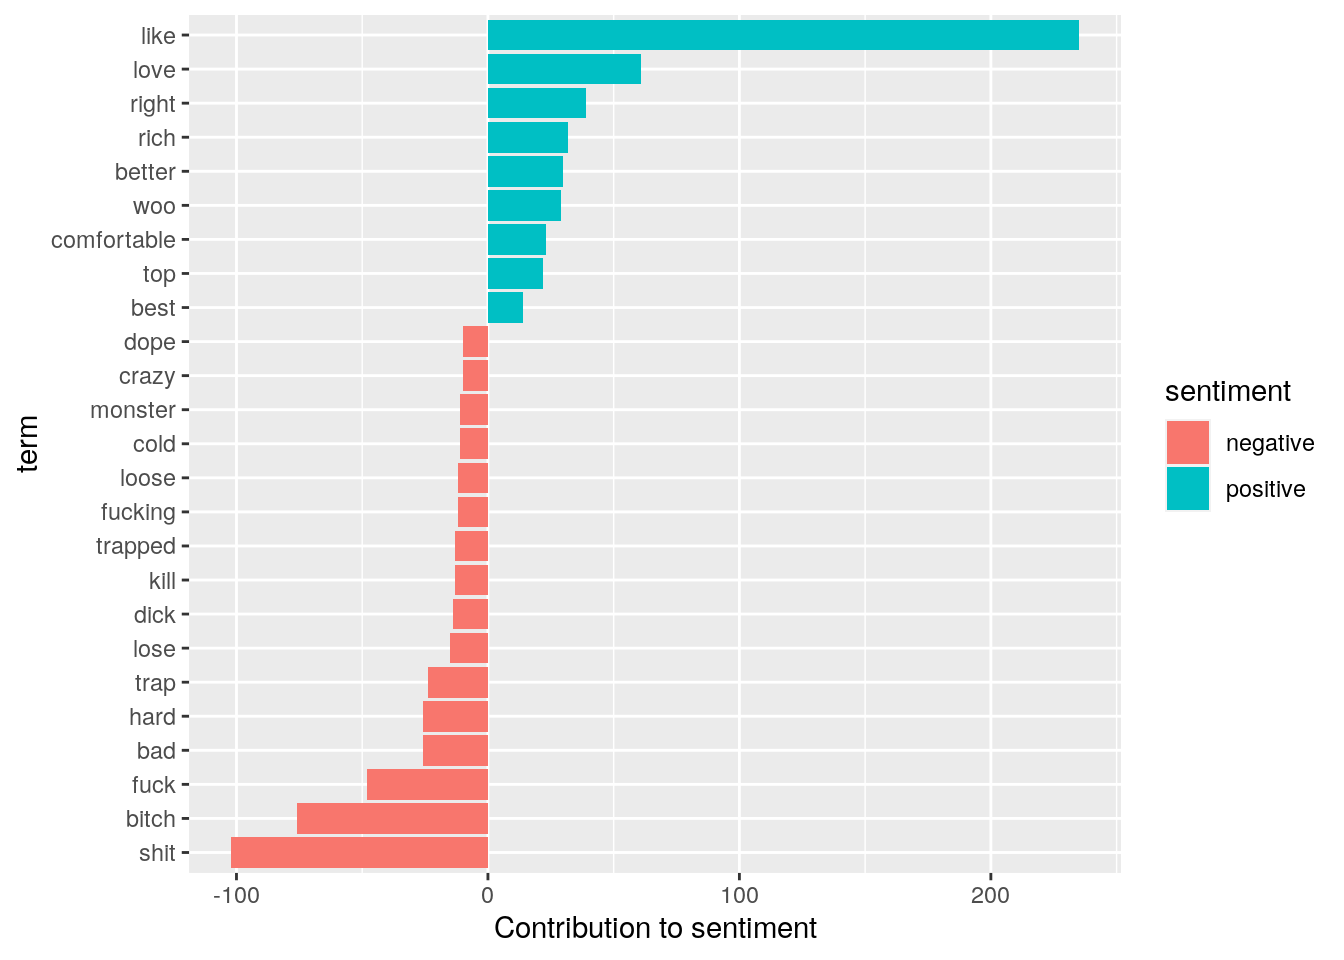 like
love
right
rich
better
woo
comfortable
top
best
dope
crazy
monster
cold
loose
fucking
trapped
kill
dick
lose
trap
hard
bad
fuck
bitch
shit
term
-100 0 100 200
Contribution to sentiment
sentiment
negative
positive